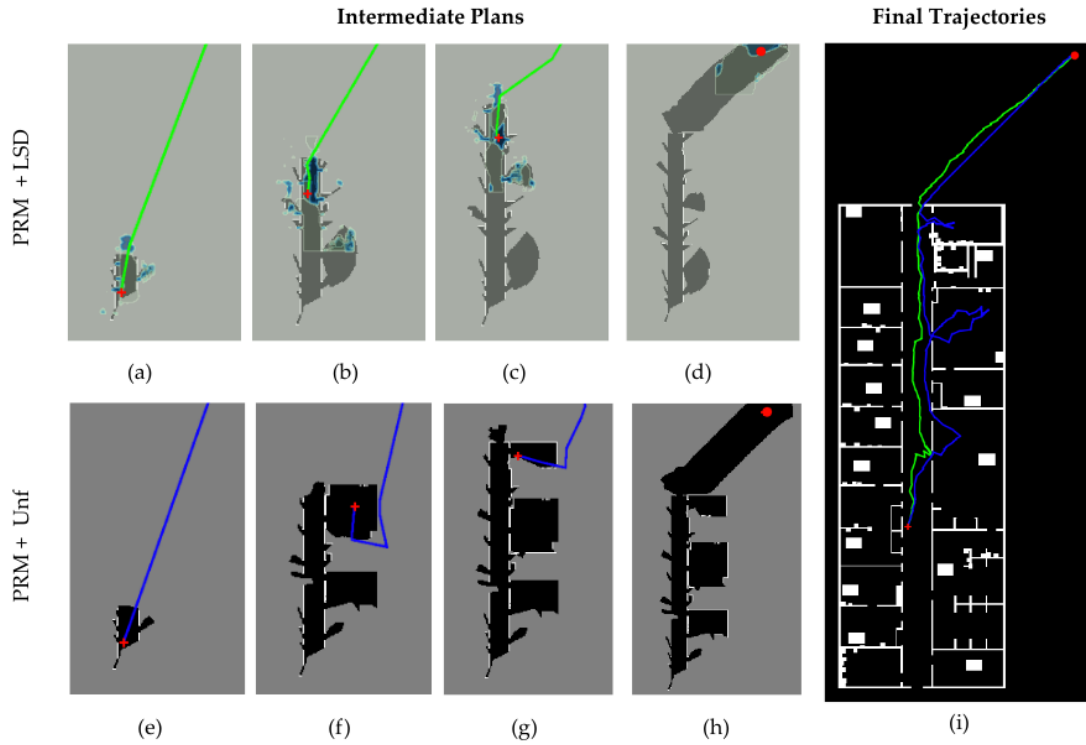 Intermediate Plans
Final Trajectories
PRM + LSD
(a)
(b)
(c)
(d)
PRM + Unf
(e)
(f)
(g)
(h)
(i)